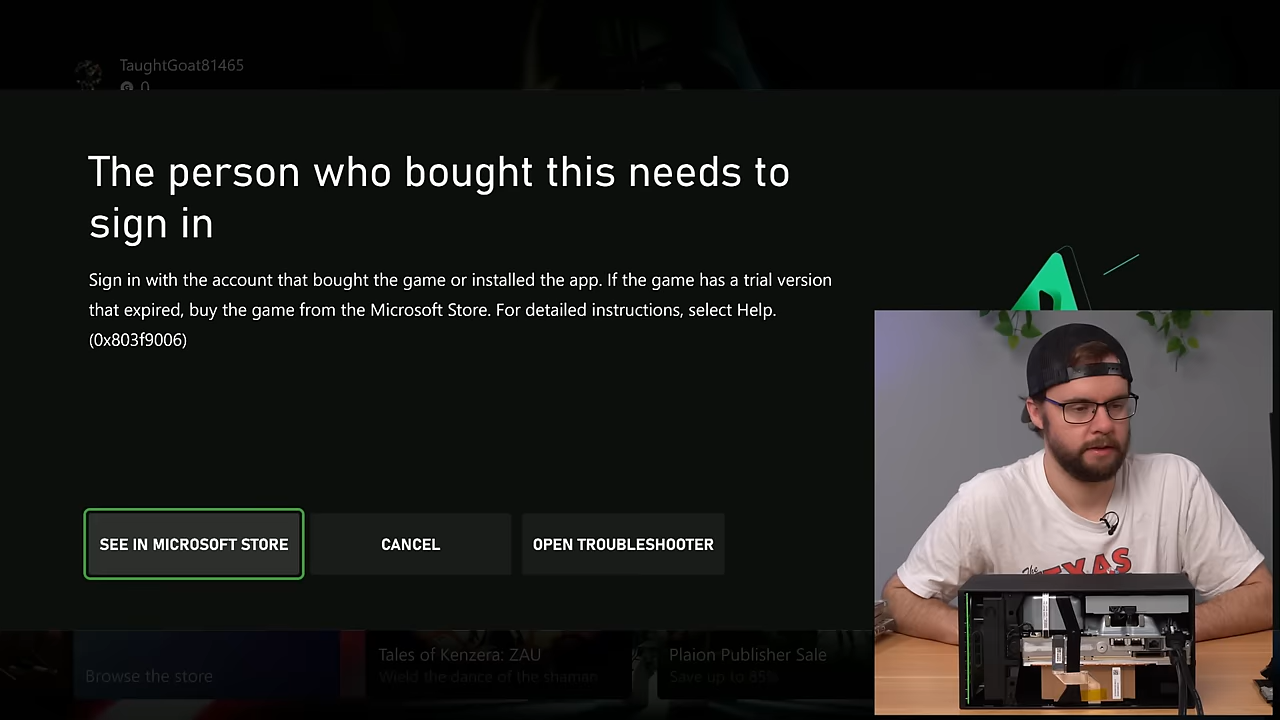 TaughtGoat81465
G 0
The person who bought this needs to
sign in
Sign in with the account that bought the game or installed the app. If the game has a trial version
that expired, buy the game from the Microsoft Store. For detailed instructions, select Help.
(0x803f9006)
SEE IN MICROSOFT STORE
CANCEL
OPEN TROUBLESHOOTER
The
TEXAS
Browse the store
Tales of Kenzera: ZAU
Wield the dance of the shaman
Plaion Publisher Sale
Save up to 85%